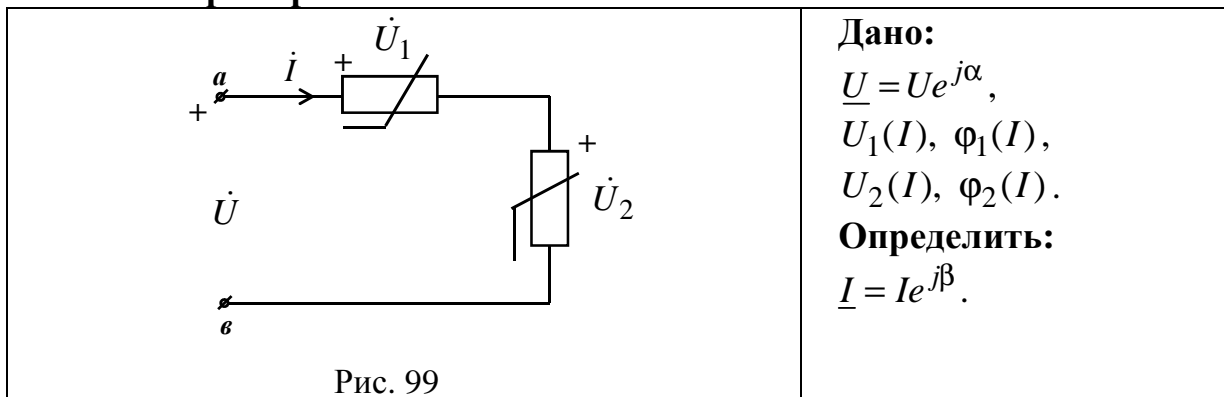 U̇₁
+
İ
a
+
+
U̇
U̇₂
в
Рис. 99
Дано:
U = Ue^{jα},
U₁(I), φ₁(I),
U₂(I), φ₂(I).
Определить:
I = Ie^{jβ}.